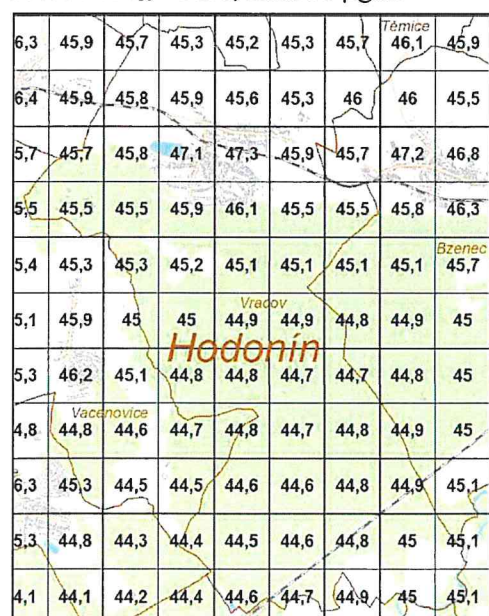 Těmice
6,3 45,9 45,7 45,3 45,2 45,3 45,7 46,1 45,9
6,4 45,9 45,8 45,9 45,6 45,3 46 46 45,5
5,7 45,7 45,8 47,1 47,3 45,9 45,7 47,2 46,8
5,5 45,5 45,5 45,9 46,1 45,5 45,5 45,8 46,3
Bzenec
5,4 45,3 45,3 45,2 45,1 45,1 45,1 45,1 45,7
Vracov
5,1 45,9 45 45 44,9 44,9 44,8 44,9 45
Hodonín
5,3 46,2 45,1 44,8 44,8 44,7 44,7 44,8 45
Vacenovice
4,8 44,8 44,6 44,7 44,8 44,7 44,8 44,9 45
6,3 45,3 44,5 44,5 44,6 44,6 44,8 44,9 45,1
5,3 44,8 44,3 44,4 44,5 44,6 44,8 45 45,1
4,1 44,1 44,2 44,4 44,6 44,7 44,9 45 45,1